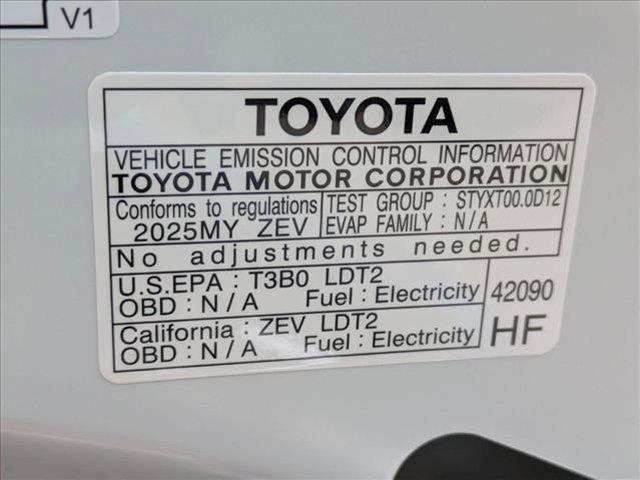 V1
TOYOTA
VEHICLE EMISSION CONTROL INFORMATION
TOYOTA MOTOR CORPORATION
Conforms to regulations
2025MY ZEV
TEST GROUP : STYXT00.0D12
EVAP FAMILY : N/A
No adjustments needed.
U.S.EPA : T3B0 LDT2
OBD : N/A Fuel : Electricity
California : ZEV LDT2
OBD : N/A Fuel : Electricity
42090
HF